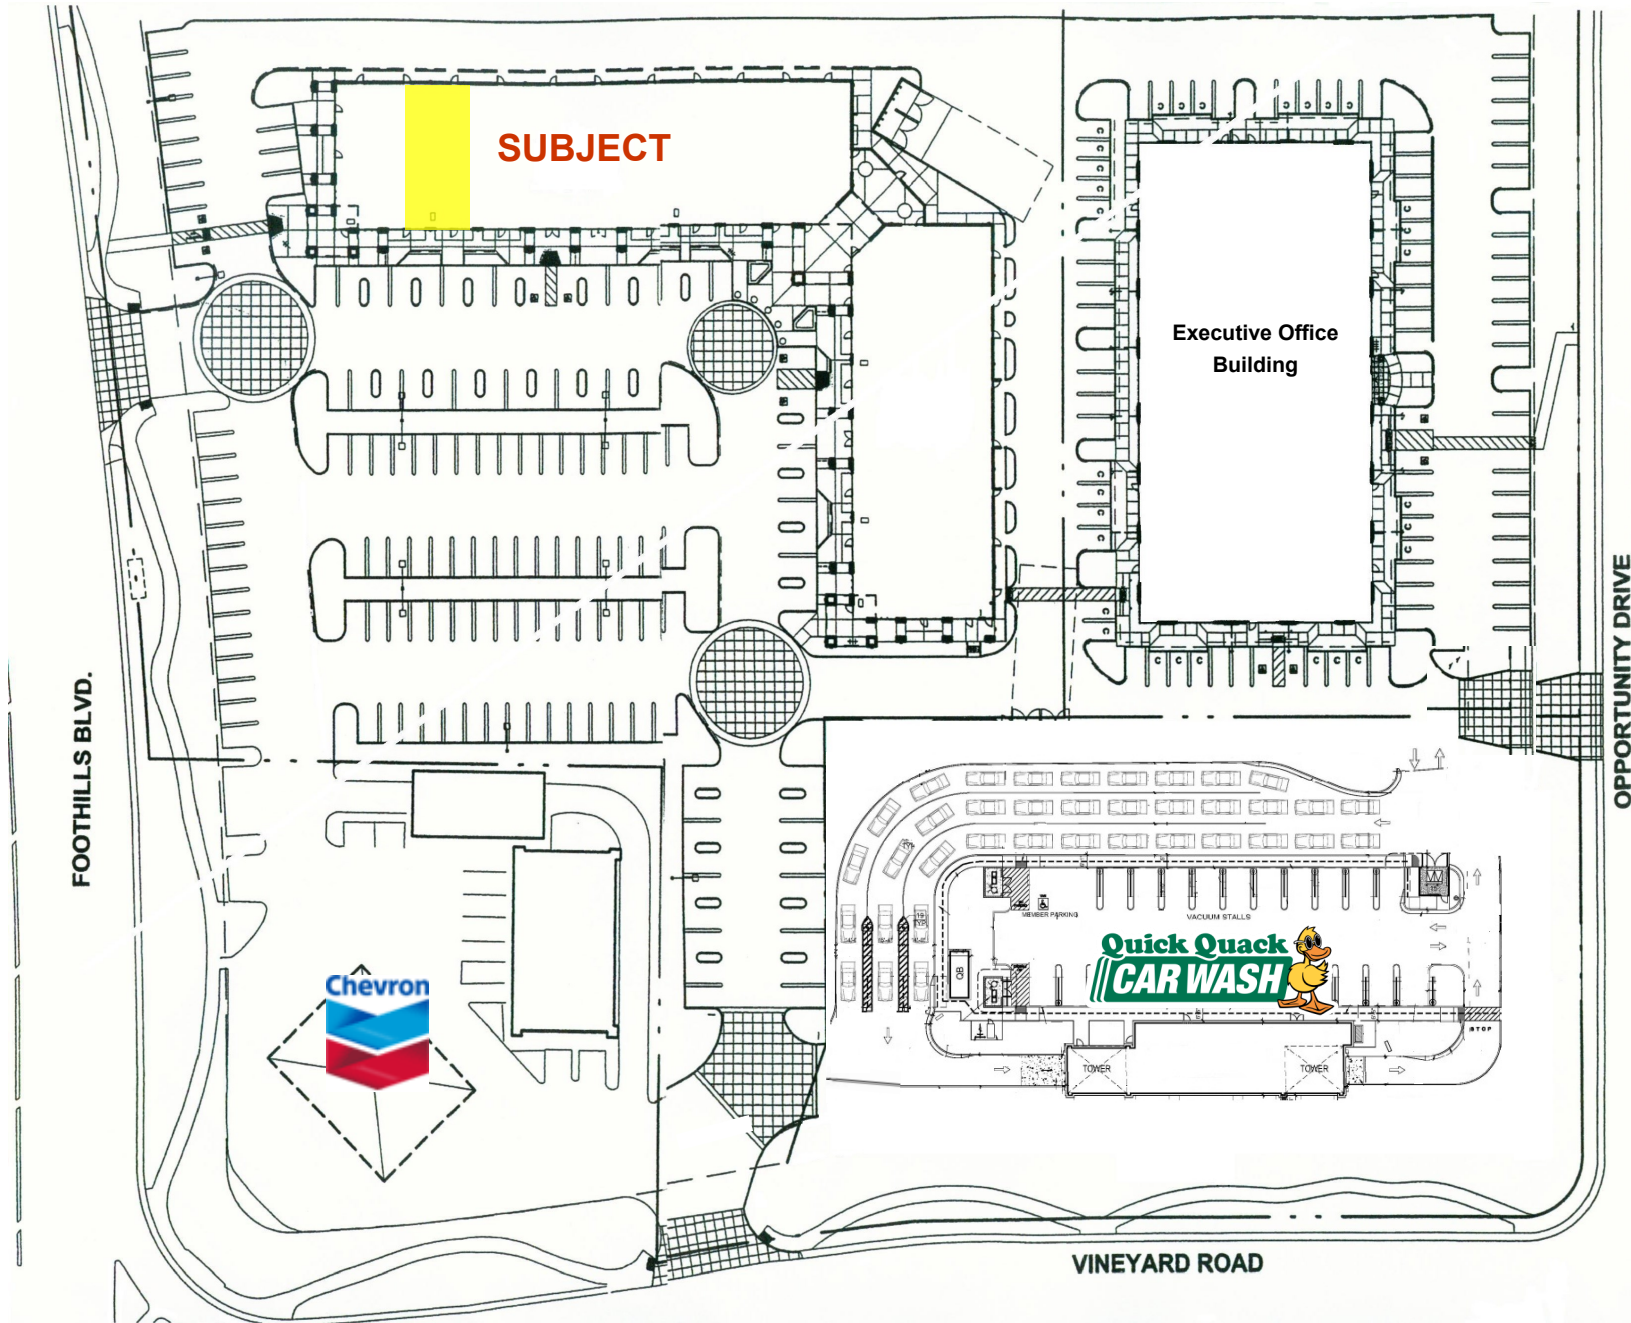 SUBJECT
Executive Office
Building
FOOTHILLS BLVD.
OPPORTUNITY DRIVE
MEMBER PARKING
VACUUM STALLS
Quick Quack
CAR WASH
QB
Chevron
STOP
TOWER
TOWER
VINEYARD ROAD